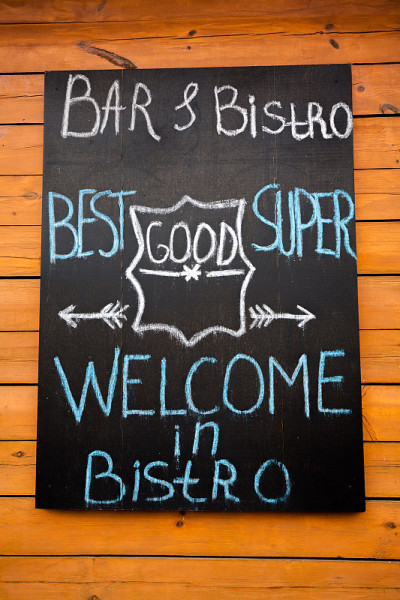 BAR & BISTRO
BEST GOOD SUPER
WELCOME
in
BISTRO